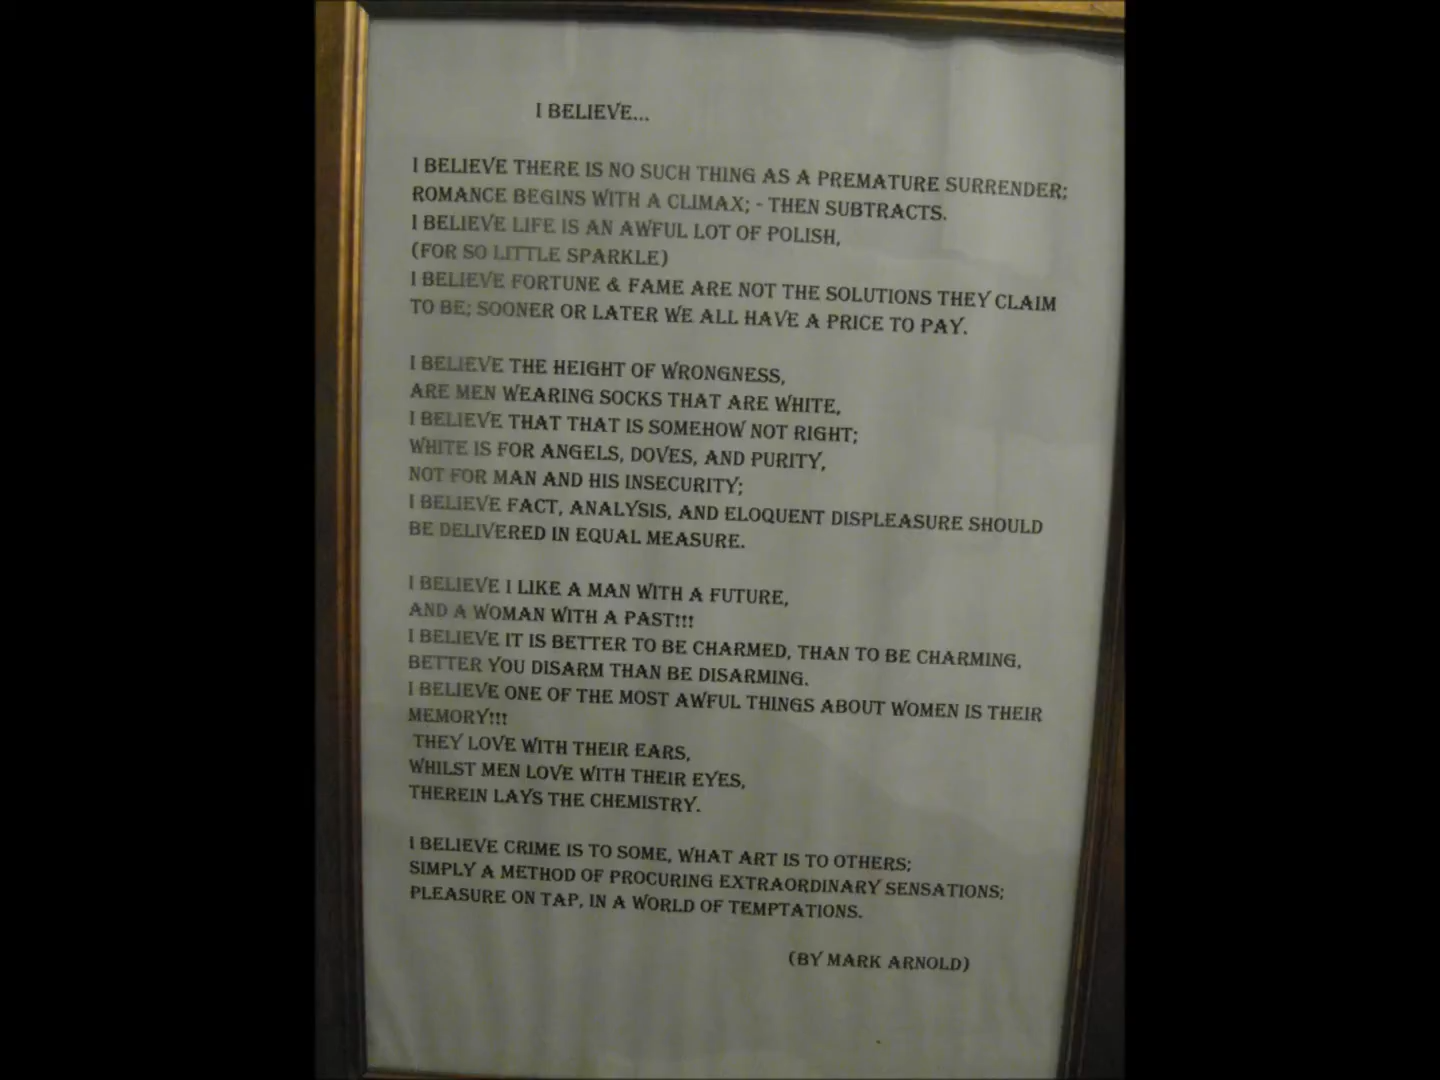 I BELIEVE...
I BELIEVE THERE IS NO SUCH THING AS A PREMATURE SURRENDER;
ROMANCE BEGINS WITH A CLIMAX; - THEN SUBTRACTS.
I BELIEVE LIFE IS AN AWFUL LOT OF POLISH,
(FOR SO LITTLE SPARKLE)
I BELIEVE FORTUNE & FAME ARE NOT THE SOLUTIONS THEY CLAIM
TO BE; SOONER OR LATER WE ALL HAVE A PRICE TO PAY.
I BELIEVE THE HEIGHT OF WRONGNESS,
ARE MEN WEARING SOCKS THAT ARE WHITE,
I BELIEVE THAT THAT IS SOMEHOW NOT RIGHT;
WHITE IS FOR ANGELS, DOVES, AND PURITY,
NOT FOR MAN AND HIS INSECURITY;
I BELIEVE FACT, ANALYSIS, AND ELOQUENT DISPLEASURE SHOULD
BE DELIVERED IN EQUAL MEASURE.
I BELIEVE I LIKE A MAN WITH A FUTURE,
AND A WOMAN WITH A PAST!!!
I BELIEVE IT IS BETTER TO BE CHARMED, THAN TO BE CHARMING,
BETTER YOU DISARM THAN BE DISARMING.
I BELIEVE ONE OF THE MOST AWFUL THINGS ABOUT WOMEN IS THEIR
MEMORY!!!
THEY LOVE WITH THEIR EARS,
WHILST MEN LOVE WITH THEIR EYES,
THEREIN LAYS THE CHEMISTRY.
I BELIEVE CRIME IS TO SOME, WHAT ART IS TO OTHERS;
SIMPLY A METHOD OF PROCURING EXTRAORDINARY SENSATIONS;
PLEASURE ON TAP, IN A WORLD OF TEMPTATIONS.
(BY MARK ARNOLD)